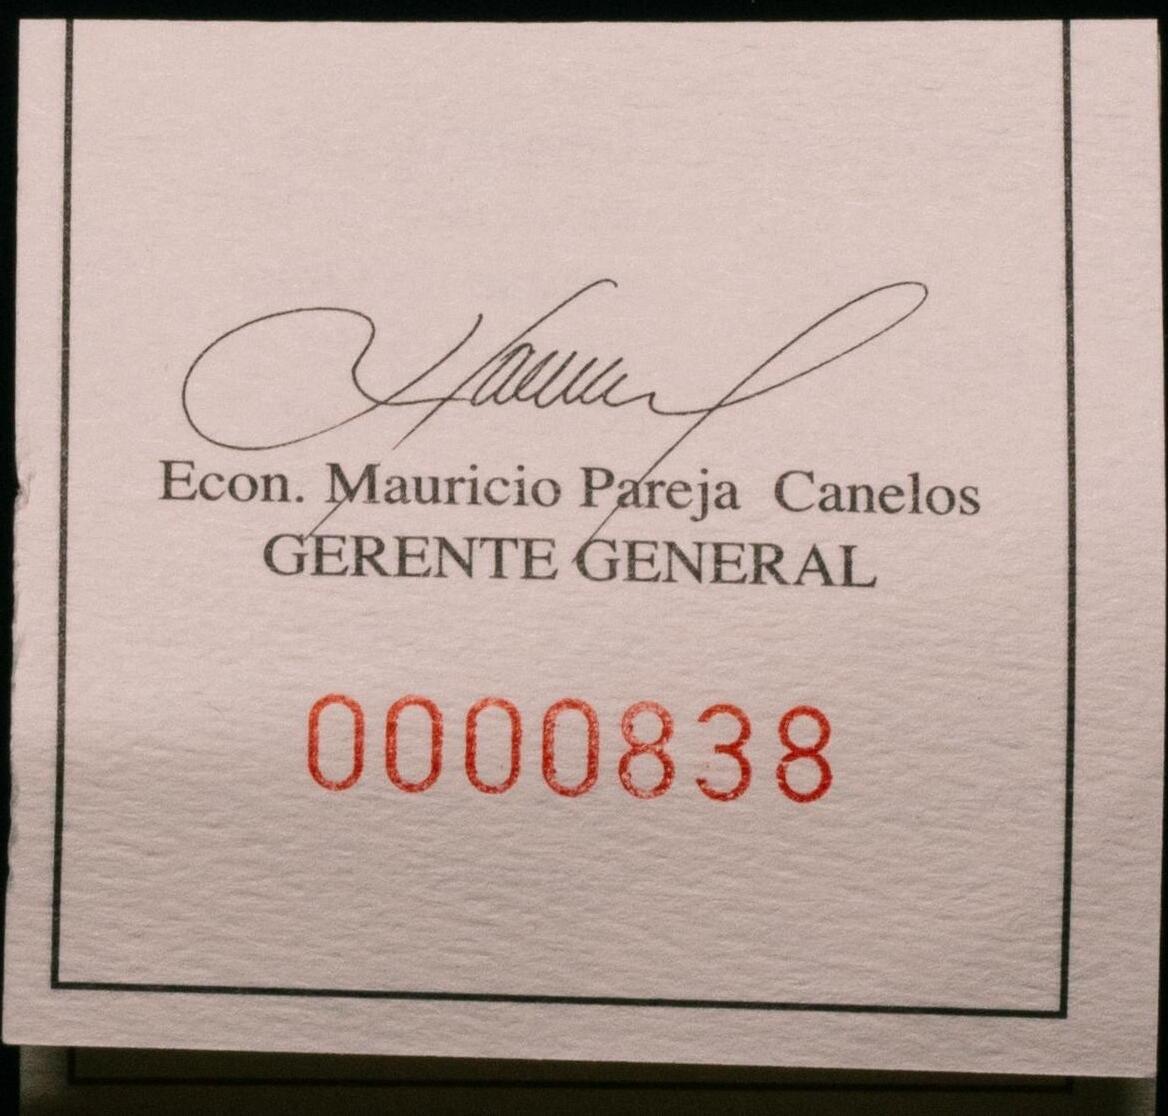 Econ. Mauricio Pareja Canelos
GERENTE GENERAL
0000838